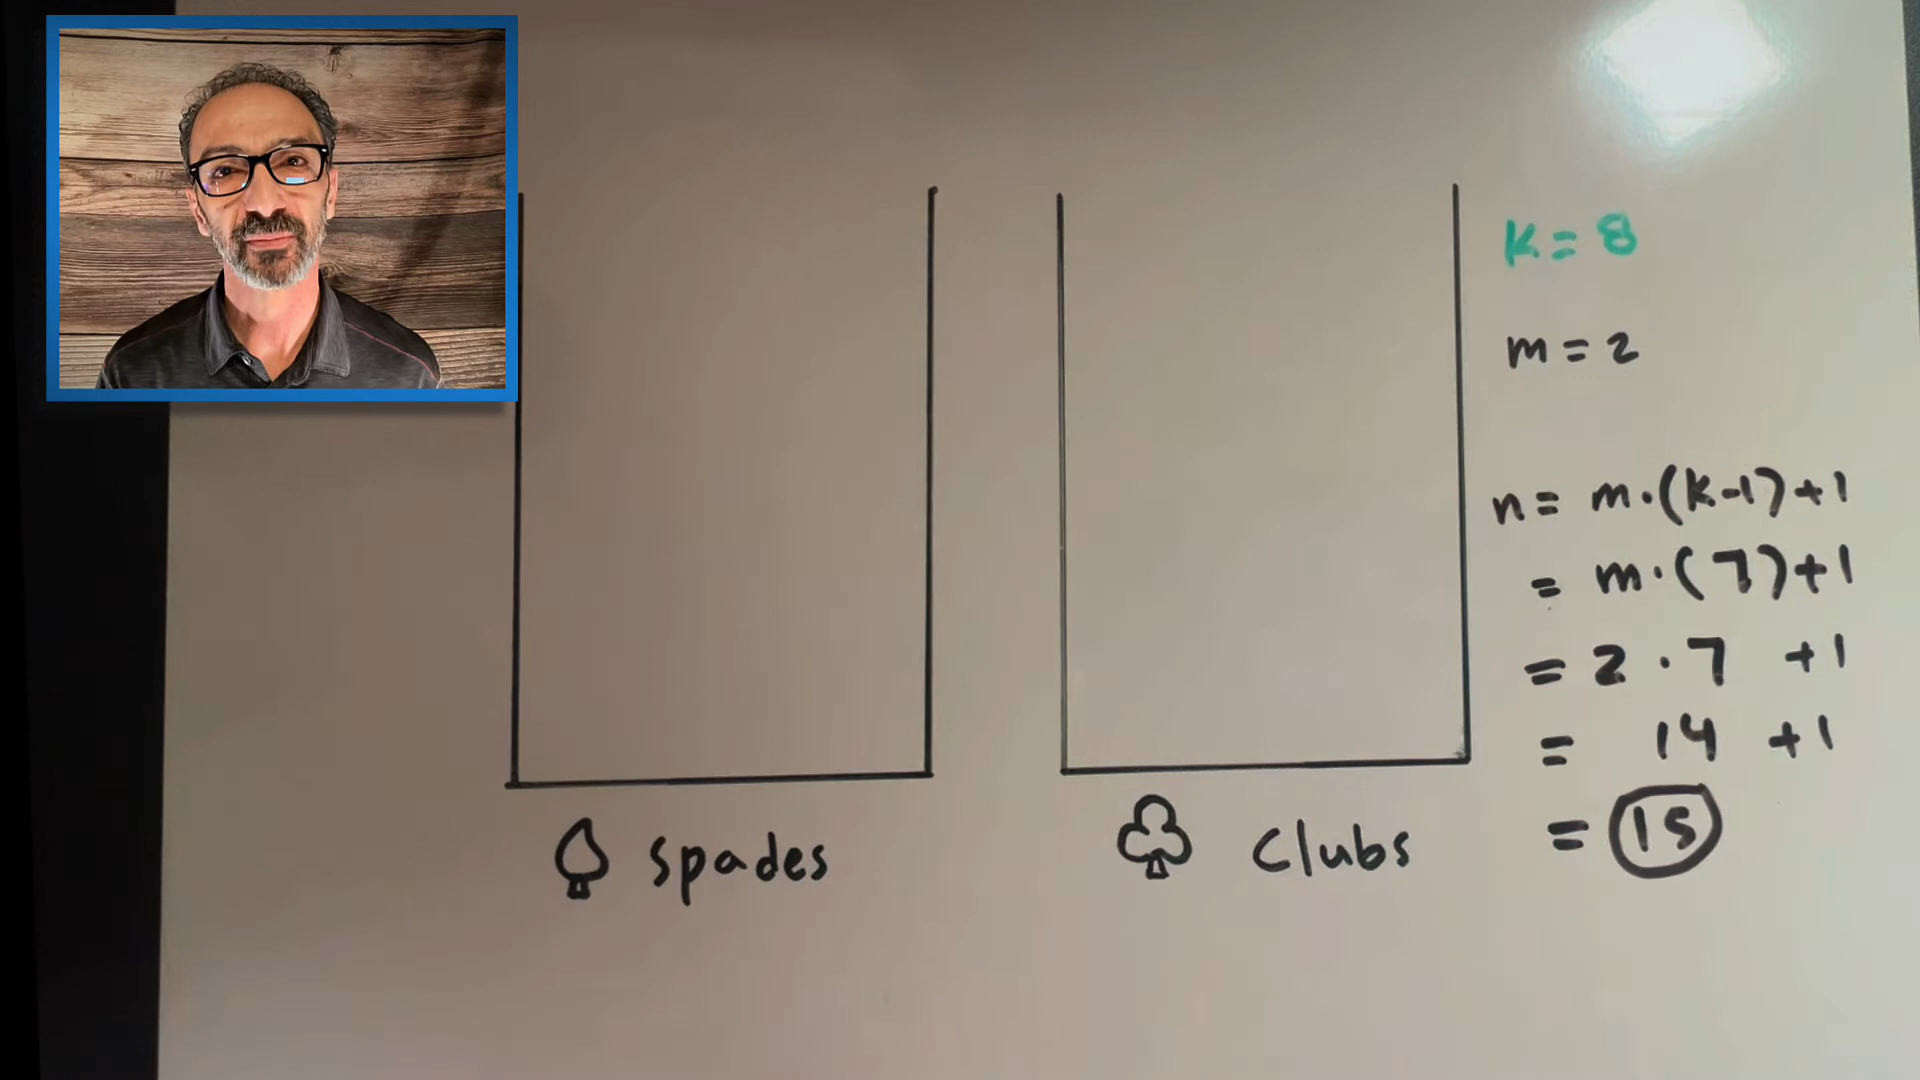 K = 8
m = 2
n = m · (K-1) + 1
= m · (7) + 1
= 2 · 7 + 1
= 14 + 1
= 15
spades
clubs